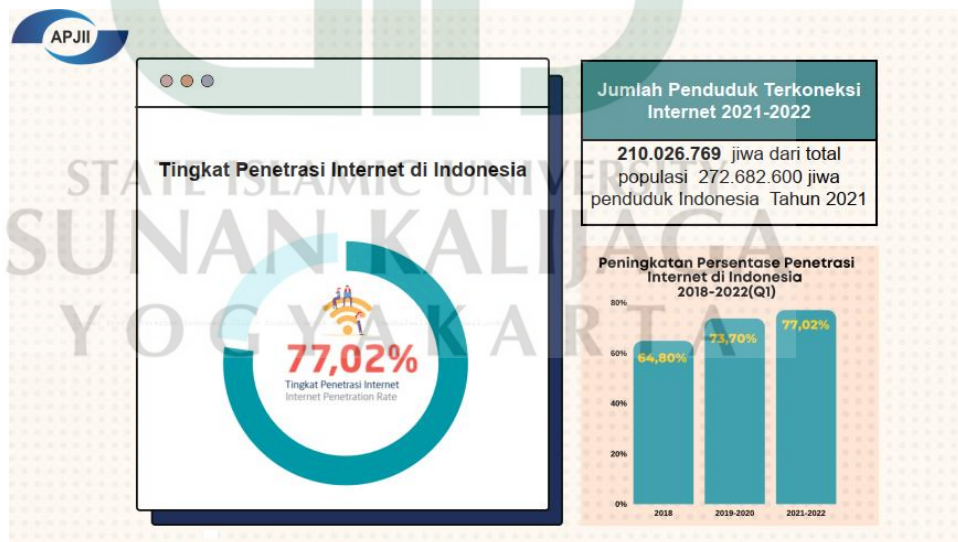 APJII
Tingkat Penetrasi Internet di Indonesia
77,02%
Tingkat Penetrasi Internet
Internet Penetration Rate
Jumlah Penduduk Terkoneksi
Internet 2021-2022
210.026.769 jiwa dari total
populasi 272.682.600 jiwa
penduduk Indonesia Tahun 2021
Peningkatan Persentase Penetrasi
Internet di Indonesia
2018-2022(Q1)
80%
60%
40%
20%
0%
64,80%
73,70%
77,02%
2018
2019-2020
2021-2022
STATE ISLAMIC UNIVERSITY
SUNAN KALIJAGA
YOGYAKARTA